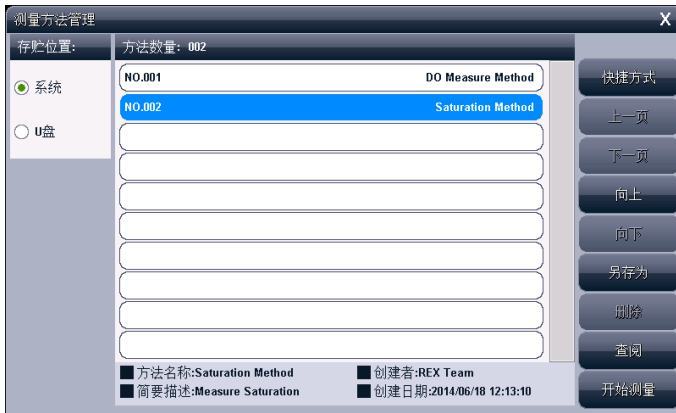 测量方法管理 X
存贮位置:
系统
U盘
方法数量: 002
NO.001 DO Measure Method
NO.002 Saturation Method
方法名称:Saturation Method
创建者:REX Team
简要描述:Measure Saturation
创建日期:2014/06/18 12:13:10
快捷方式
上一页
下一页
向上
向下
另存为
删除
查阅
开始测量